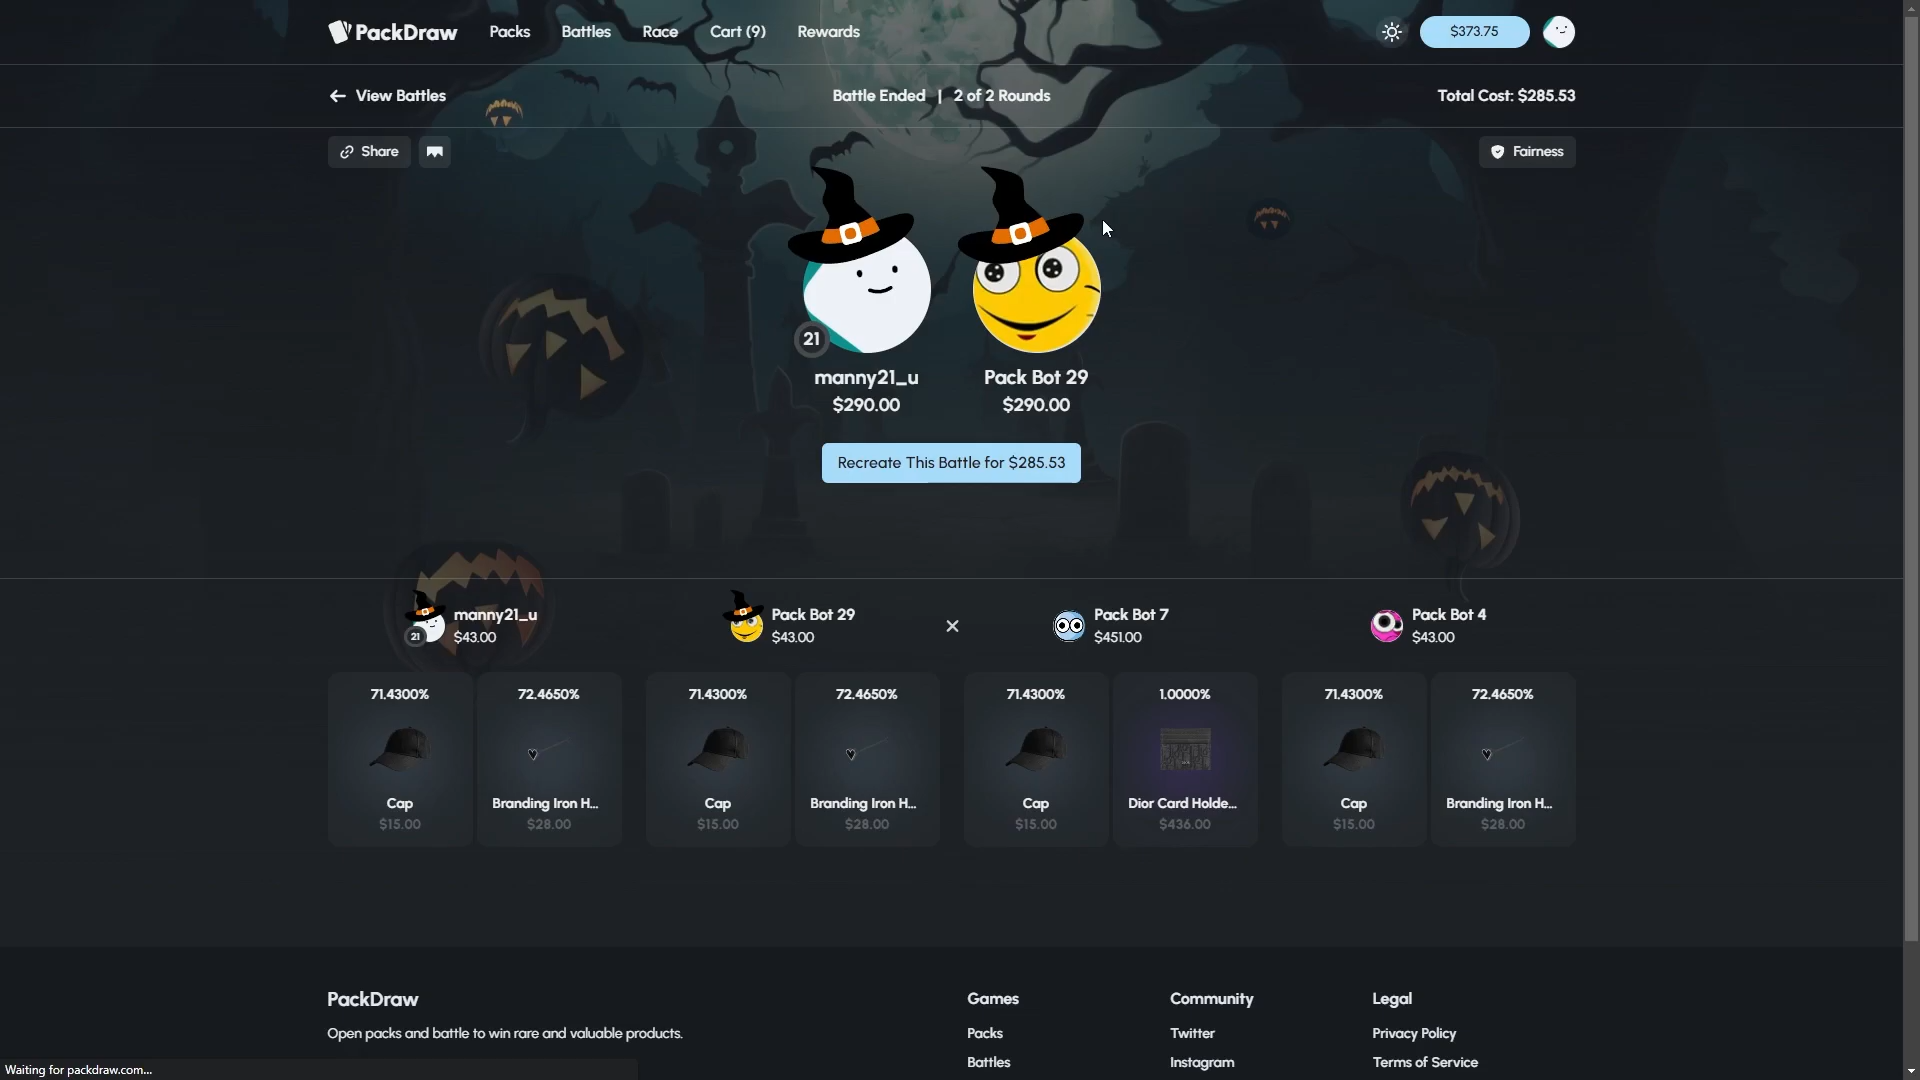 PackDraw
Packs
Battles
Race
Cart (9)
Rewards
$373.75
View Battles
Battle Ended | 2 of 2 Rounds
Total Cost: $285.53
Share
Fairness
21
manny21_u
$290.00
Pack Bot 29
$290.00
Recreate This Battle for $285.53
21
manny21_u
$43.00
Pack Bot 29
$43.00
Pack Bot 7
$451.00
Pack Bot 4
$43.00
71.4300%
Cap
$15.00
72.4650%
Branding Iron H...
$28.00
71.4300%
Cap
$15.00
72.4650%
Branding Iron H...
$28.00
71.4300%
Cap
$15.00
1.0000%
Dior Card Holde...
$436.00
71.4300%
Cap
$15.00
72.4650%
Branding Iron H...
$28.00
PackDraw
Open packs and battle to win rare and valuable products.
Games
Packs
Battles
Community
Twitter
Instagram
Legal
Privacy Policy
Terms of Service
Waiting for packdraw.com...